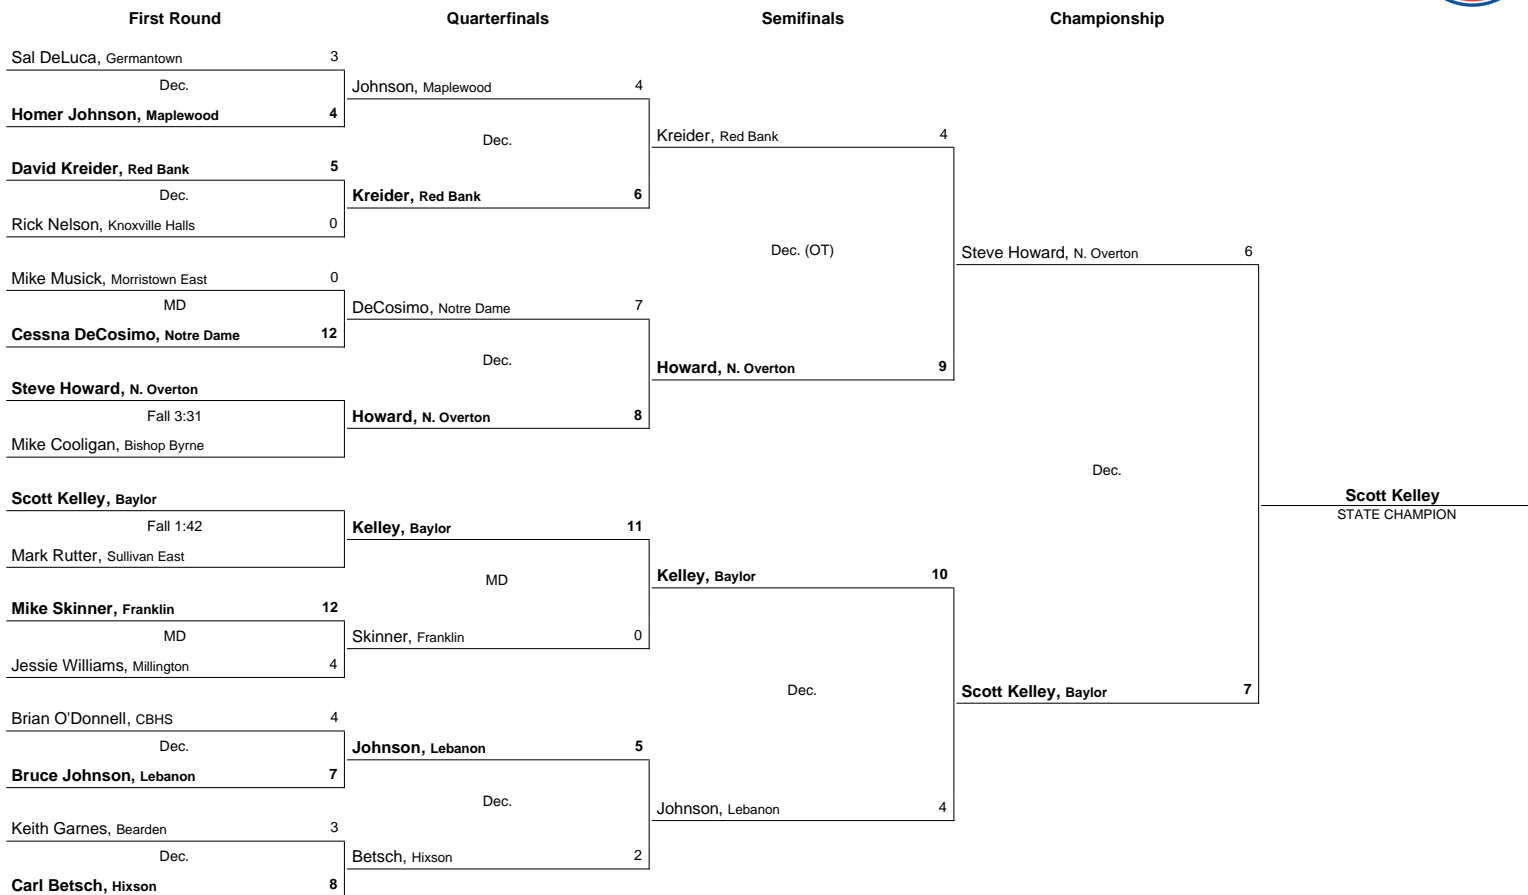 First Round
Quarterfinals
Semifinals
Championship
Sal DeLuca, Germantown 3
Dec.
Homer Johnson, Maplewood 4
David Kreider, Red Bank 5
Dec.
Rick Nelson, Knoxville Halls 0
Mike Musick, Morristown East 0
MD
Cessna DeCosimo, Notre Dame 12
Steve Howard, N. Overton
Fall 3:31
Mike Cooligan, Bishop Byrne
Scott Kelley, Baylor
Fall 1:42
Mark Rutter, Sullivan East
Mike Skinner, Franklin 12
MD
Jessie Williams, Millington 4
Brian O'Donnell, CBHS 4
Dec.
Bruce Johnson, Lebanon 7
Keith Garnes, Bearden 3
Dec.
Carl Betsch, Hixson 8
Johnson, Maplewood 4
Dec.
Kreider, Red Bank 6
DeCosimo, Notre Dame 7
Dec.
Howard, N. Overton 8
Kelley, Baylor 11
MD
Skinner, Franklin 0
Johnson, Lebanon 5
Dec.
Betsch, Hixson 2
Kreider, Red Bank 4
Dec. (OT)
Howard, N. Overton 9
Kelley, Baylor 10
Dec.
Johnson, Lebanon 4
Steve Howard, N. Overton 6
Dec.
Scott Kelley, Baylor 7
Scott Kelley
STATE CHAMPION